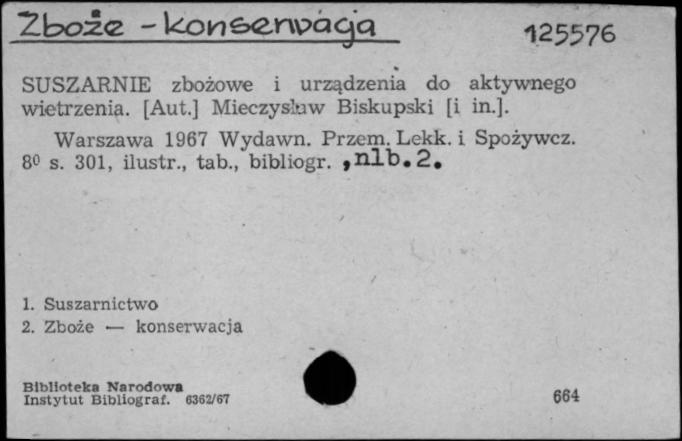 Zboże - konserwacja
125576
SUSZARNIE zbożowe i urządzenia do aktywnego
wietrzenia. [Aut.] Mieczysław Biskupski [i in.].
Warszawa 1967 Wydawn. Przem. Lekk. i Spożywcz.
8⁰ s. 301, ilustr., tab., bibliogr. , nlb. 2.
1. Suszarnictwo
2. Zboże — konserwacja
Biblioteka Narodowa
Instytut Bibliograf. 6362/67
664